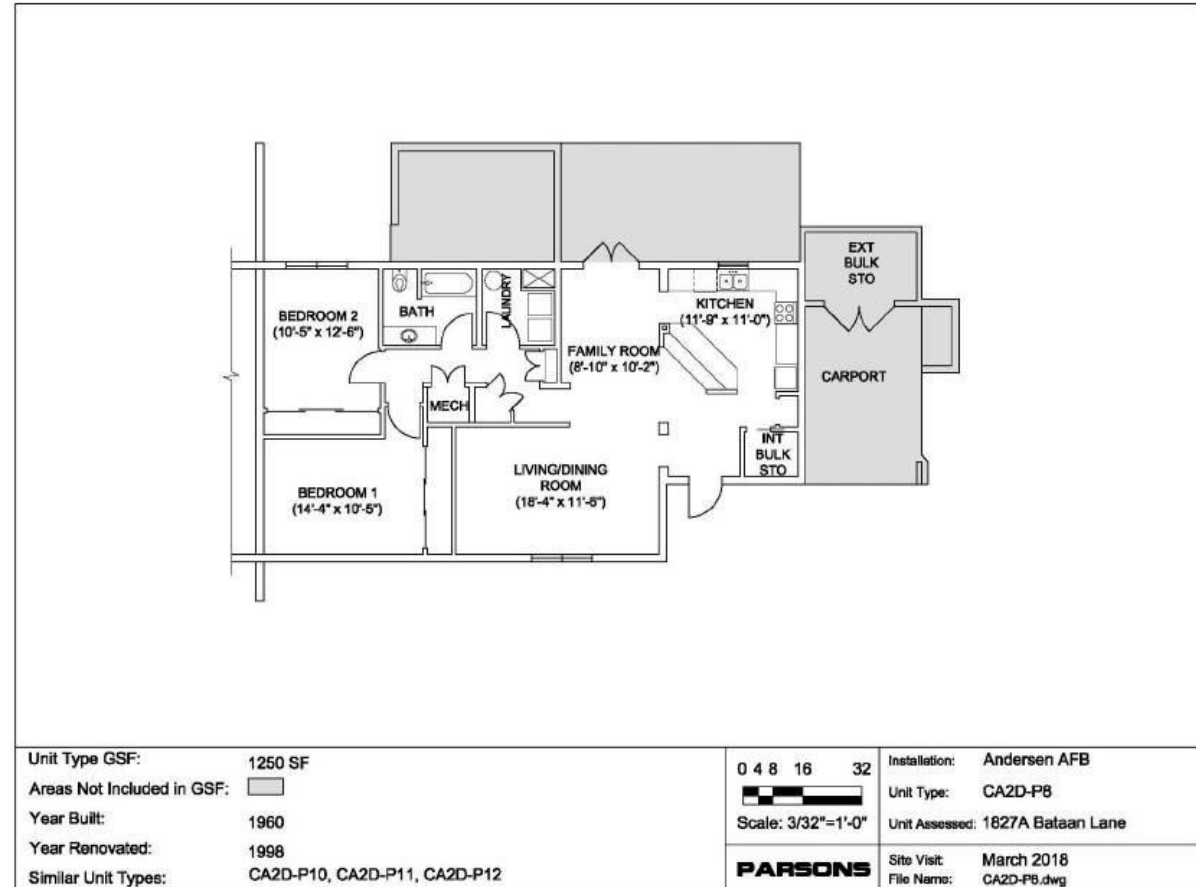 EXT
BULK
STO
KITCHEN
(11'-9" x 11'-0")
LAUNDRY
BATH
BEDROOM 2
(10'-5" x 12'-6")
FAMILY ROOM
(8'-10" x 10'-2")
CARPORT
MECH
INT
BULK
STO
LIVING/DINING
ROOM
(18'-4" x 11'-6")
BEDROOM 1
(14'-4" x 10'-5")
Unit Type GSF: 1250 SF
Areas Not Included in GSF:
Year Built: 1960
Year Renovated: 1998
Similar Unit Types: CA2D-P10, CA2D-P11, CA2D-P12
0 4 8 16 32
Scale: 3/32"=1'-0"
PARSONS
Installation: Andersen AFB
Unit Type: CA2D-P8
Unit Assessed: 1827A Bataan Lane
Site Visit: March 2018
File Name: CA2D-P8.dwg